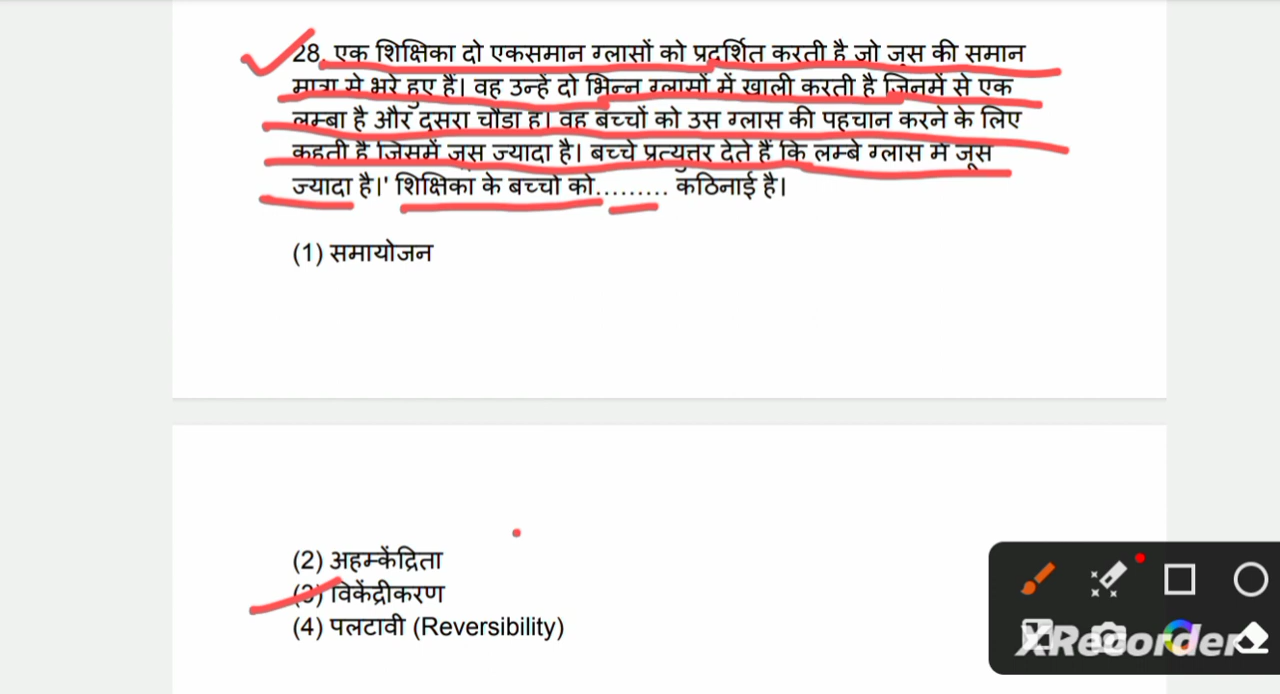 28. एक शिक्षिका दो एकसमान ग्लासों को प्रदर्शित करती है जो जूस की समान
मात्रा से भरे हुए हैं। वह उन्हें दो भिन्न ग्लासों में खाली करती है जिनमें से एक
लम्बा है और दूसरा चौडा है। वह बच्चों को उस ग्लास की पहचान करने के लिए
कहती है जिसमें जूस ज्यादा है। बच्चे प्रत्युत्तर देते हैं कि लम्बे ग्लास में जूस
ज्यादा है।' शिक्षिका के बच्चो को......... कठिनाई है।
(1) समायोजन
(2) अहम्केंद्रिता
(3) विकेंद्रीकरण
(4) पलटावी (Reversibility)
XRecorder